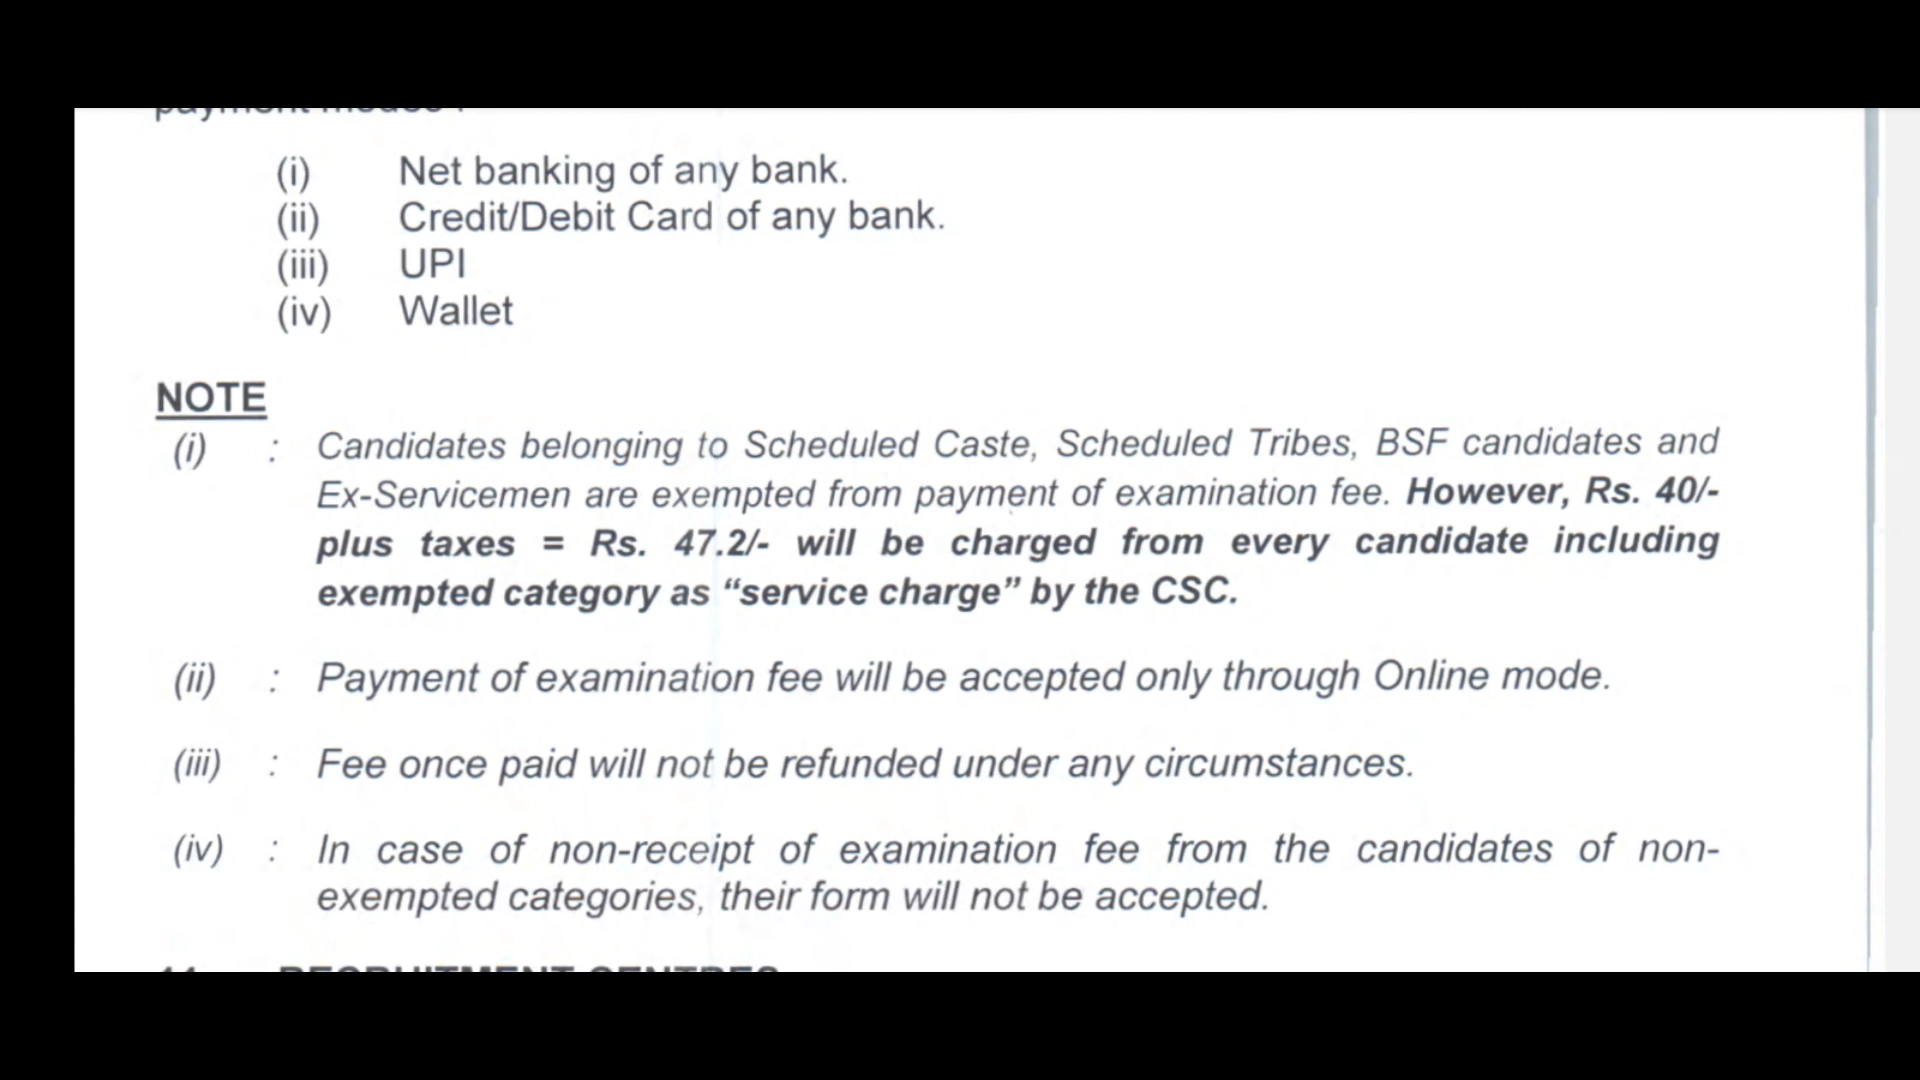 payment modes :
(i) Net banking of any bank.
(ii) Credit/Debit Card of any bank.
(iii) UPI
(iv) Wallet
NOTE
(i) : Candidates belonging to Scheduled Caste, Scheduled Tribes, BSF candidates and
Ex-Servicemen are exempted from payment of examination fee. However, Rs. 40/-
plus taxes = Rs. 47.2/- will be charged from every candidate including
exempted category as “service charge” by the CSC.
(ii) : Payment of examination fee will be accepted only through Online mode.
(iii) : Fee once paid will not be refunded under any circumstances.
(iv) : In case of non-receipt of examination fee from the candidates of non-
exempted categories, their form will not be accepted.
RECRUITMENT CENTRES